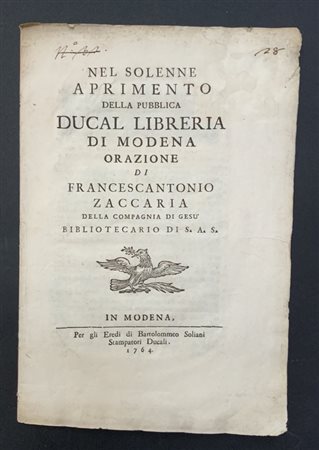 28
NEL SOLENNE
APRIMENTO
DELLA PUBBLICA
DUCAL LIBRERIA
DI MODENA
ORAZIONE
DI
FRANCESCANTONIO
ZACCARIA
DELLA COMPAGNIA DI GESU'
BIBLIOTECARIO DI S. A. S.
IN MODENA,
Per gli Eredi di Bartolommeo Soliani
Stampatori Ducali.
1764.